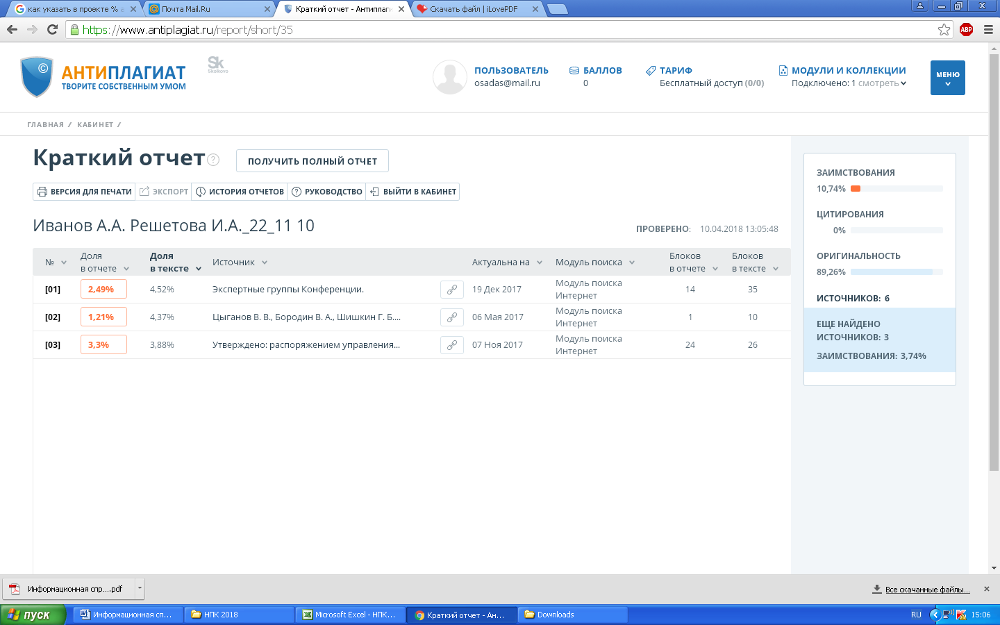 как указать в проекте % а
Почта Mail.Ru
Краткий отчет - Антиплаги
Скачать файл | iLovePDF
https://www.antiplagiat.ru/report/short/35
ABP
©
АНТИПЛАГИАТ
ТВОРИТЕ СОБСТВЕННЫМ УМОМ
Sk
Skolkovo
ПОЛЬЗОВАТЕЛЬ
osadas@mail.ru
БАЛЛОВ
0
ТАРИФ
Бесплатный доступ (0/0)
МОДУЛИ И КОЛЛЕКЦИИ
Подключено: 1 смотреть
МЕНЮ
ГЛАВНАЯ / КАБИНЕТ /
Краткий отчет ?
ПОЛУЧИТЬ ПОЛНЫЙ ОТЧЕТ
ВЕРСИЯ ДЛЯ ПЕЧАТИ
ЭКСПОРТ
ИСТОРИЯ ОТЧЕТОВ
? РУКОВОДСТВО
ВЫЙТИ В КАБИНЕТ
Иванов А.А. Решетова И.А._22_11 10
ПРОВЕРЕНО: 10.04.2018 13:05:48
№
Доля
в отчете
Доля
в тексте
Источник
Актуальна на
Модуль поиска
Блоков
в отчете
Блоков
в тексте
[01] 2,49% 4,52% Экспертные группы Конференции. 19 Дек 2017 Модуль поиска
Интернет 14 35
[02] 1,21% 4,37% Цыганов В. В., Бородин В. А., Шишкин Г. Б.... 06 Мая 2017 Модуль поиска
Интернет 1 10
[03] 3,3% 3,88% Утверждено: распоряжением управления... 07 Ноя 2017 Модуль поиска
Интернет 24 26
ЗАИМСТВОВАНИЯ
10,74%
ЦИТИРОВАНИЯ
0%
ОРИГИНАЛЬНОСТЬ
89,26%
ИСТОЧНИКОВ: 6
ЕЩЕ НАЙДЕНО
ИСТОЧНИКОВ: 3
ЗАИМСТВОВАНИЯ: 3,74%
Информационная спр....pdf
Все скачанные файлы...
пуск
Информационная сп...
НПК 2018
Microsoft Excel - НПК...
Краткий отчет - Ан...
Downloads
RU
15:06